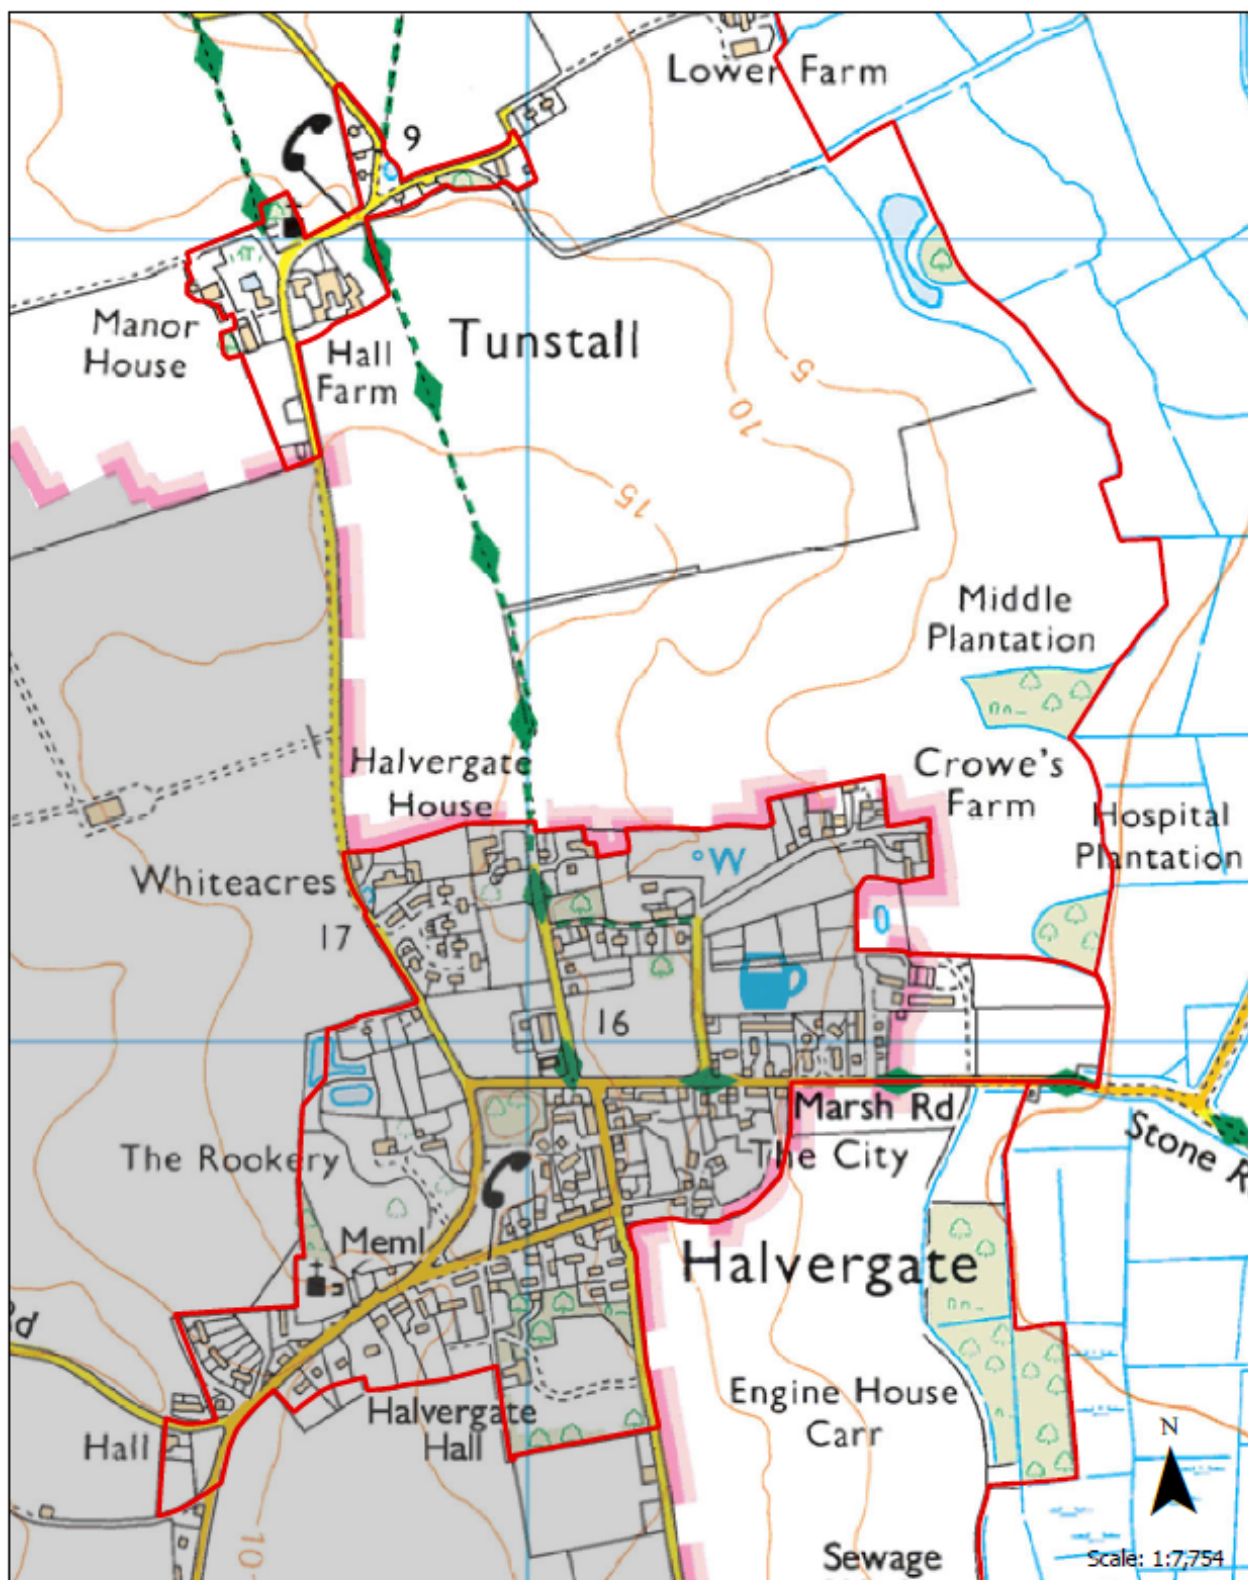 Lower Farm
9
Manor
House
Hall
Farm
Tunstall
5
10
15
Middle
Plantation
Halvergate
House
Crowe's
Farm
Hospital
Plantation
W
Whiteacres
17
16
Marsh Rd
The City
Stone R
The Rookery
Meml
Halvergate
Rd
Engine House
Carr
Halvergate
Hall
Hall
N
10
Sewage
Scale: 1:7,754